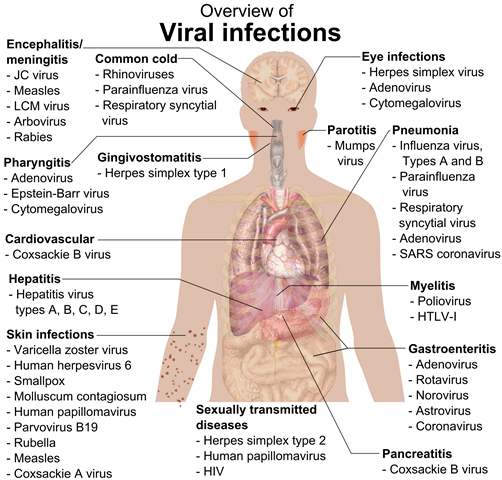 Overview of
Viral infections
Encephalitis/
meningitis
- JC virus
- Measles
- LCM virus
- Arbovirus
- Rabies
Common cold
- Rhinoviruses
- Parainfluenza virus
- Respiratory syncytial
virus
Eye infections
- Herpes simplex virus
- Adenovirus
- Cytomegalovirus
Pharyngitis
- Adenovirus
- Epstein-Barr virus
- Cytomegalovirus
Gingivostomatitis
- Herpes simplex type 1
Parotitis
- Mumps
virus
Pneumonia
- Influenza virus,
Types A and B
- Parainfluenza
virus
- Respiratory
syncytial virus
- Adenovirus
- SARS coronavirus
Cardiovascular
- Coxsackie B virus
Hepatitis
- Hepatitis virus
types A, B, C, D, E
Myelitis
- Poliovirus
- HTLV-I
Skin infections
- Varicella zoster virus
- Human herpesvirus 6
- Smallpox
- Molluscum contagiosum
- Human papillomavirus
- Parvovirus B19
- Rubella
- Measles
- Coxsackie A virus
Sexually transmitted
diseases
- Herpes simplex type 2
- Human papillomavirus
- HIV
Gastroenteritis
- Adenovirus
- Rotavirus
- Norovirus
- Astrovirus
- Coronavirus
Pancreatitis
- Coxsackie B virus